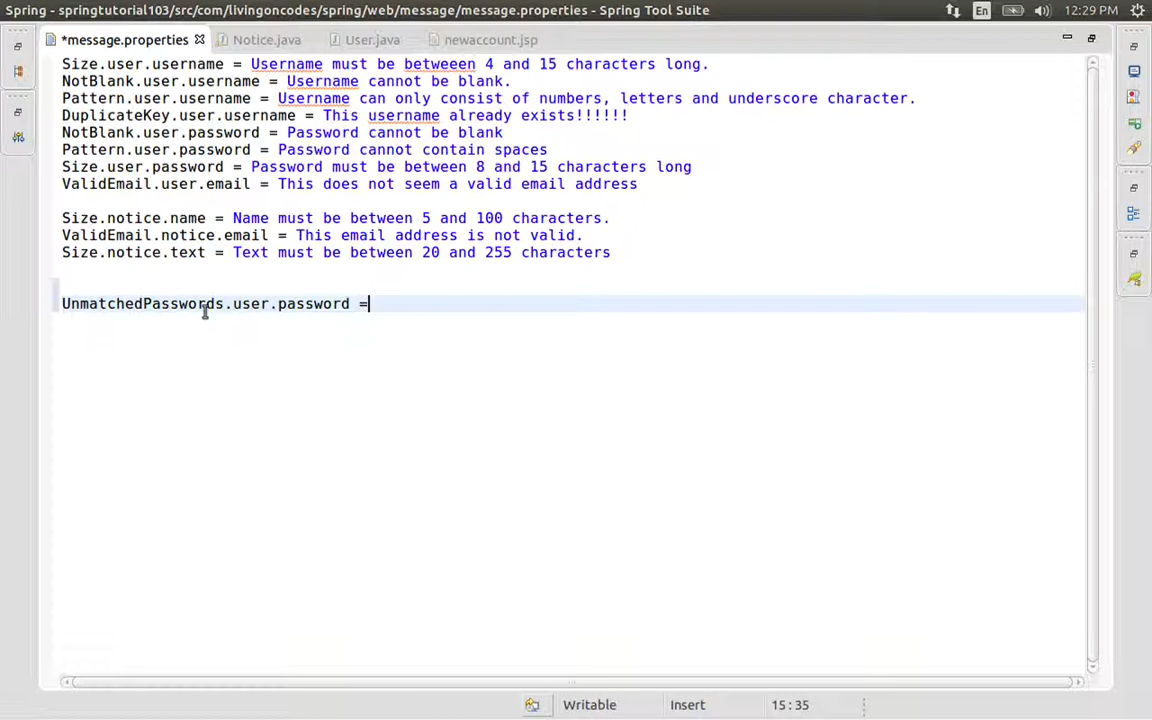 Spring - springtutorial103/src/com/livingoncodes/spring/web/message/message.properties - Spring Tool Suite
En
12:29 PM
*message.properties
Notice.java
User.java
newaccount.jsp
Size.user.username = Username must be betweeen 4 and 15 characters long.
NotBlank.user.username = Username cannot be blank.
Pattern.user.username = Username can only consist of numbers, letters and underscore character.
DuplicateKey.user.username = This username already exists!!!!!!
NotBlank.user.password = Password cannot be blank
Pattern.user.password = Password cannot contain spaces
Size.user.password = Password must be between 8 and 15 characters long
ValidEmail.user.email = This does not seem a valid email address
Size.notice.name = Name must be between 5 and 100 characters.
ValidEmail.notice.email = This email address is not valid.
Size.notice.text = Text must be between 20 and 255 characters
UnmatchedPasswords.user.password =
Writable
Insert
15:35